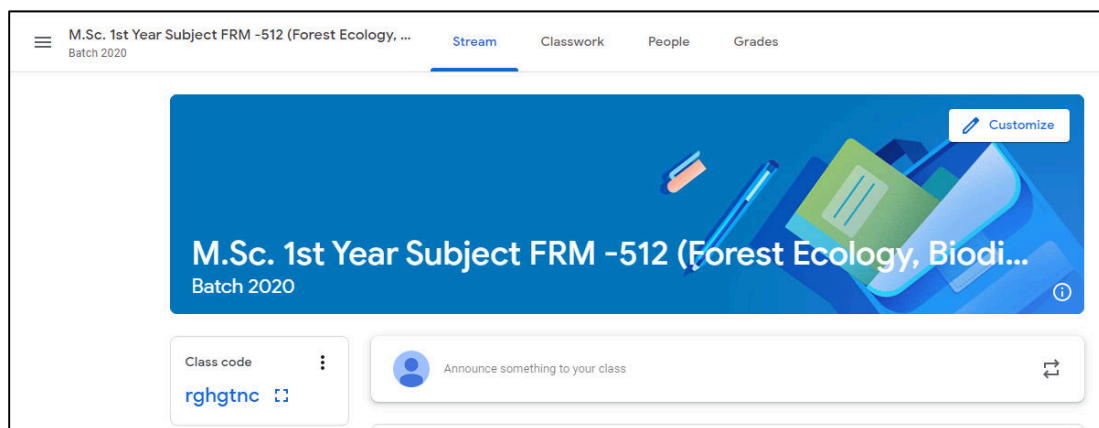 M.Sc. 1st Year Subject FRM -512 (Forest Ecology, ...
Batch 2020
Stream
Classwork
People
Grades
Customize
M.Sc. 1st Year Subject FRM -512 (Forest Ecology, Biodi...
Batch 2020
Class code
rghgtnc
Announce something to your class